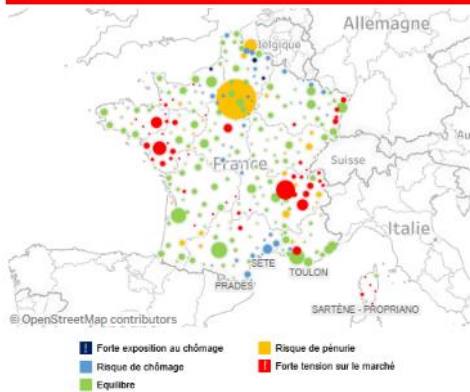 Allemagne
Belgique
France
Suisse
Italie
SÈTE
TOULON
PRADES
SARTÈNE - PROPRIANO
© OpenStreetMap contributors
Forte exposition au chômage
Risque de pénurie
Risque de chômage
Forte tension sur le marché
Equilibre